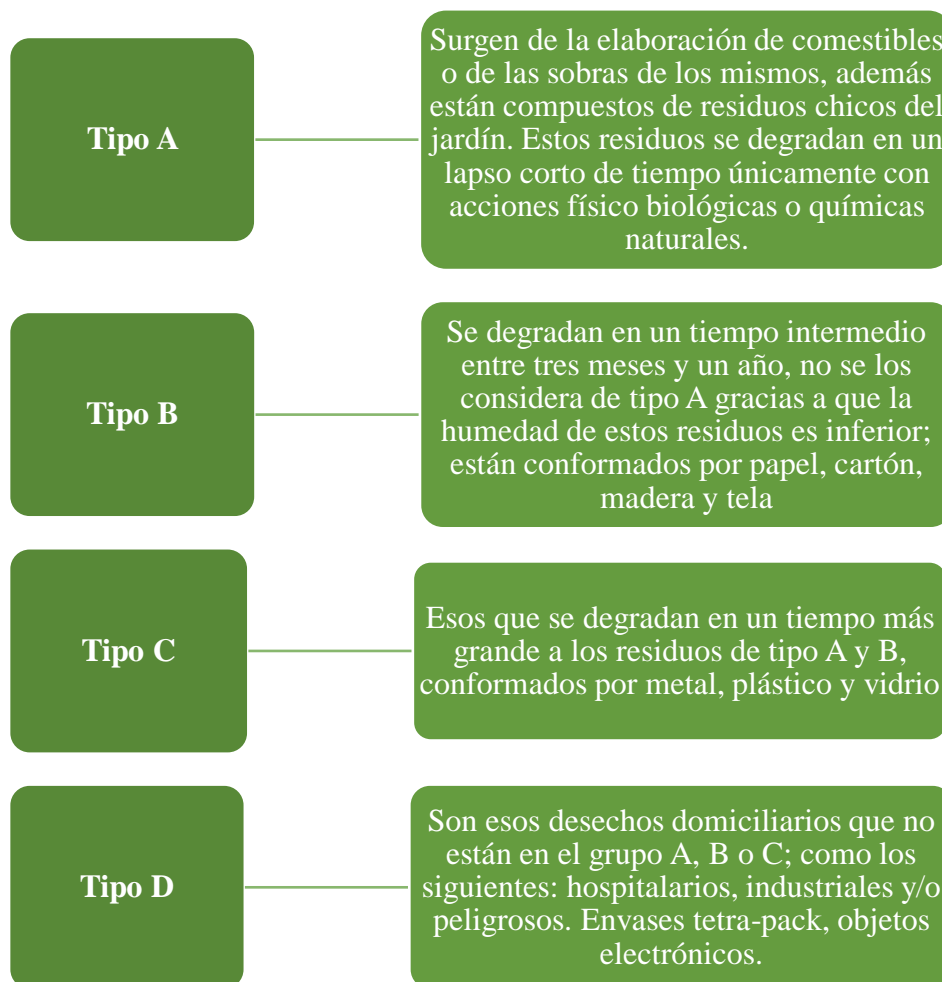 Tipo A
Surgen de la elaboración de comestibles
o de las sobras de los mismos, además
están compuestos de residuos chicos del
jardín. Estos residuos se degradan en un
lapso corto de tiempo únicamente con
acciones físico biológicas o químicas
naturales.
Tipo B
Se degradan en un tiempo intermedio
entre tres meses y un año, no se los
considera de tipo A gracias a que la
humedad de estos residuos es inferior;
están conformados por papel, cartón,
madera y tela
Tipo C
Esos que se degradan en un tiempo más
grande a los residuos de tipo A y B,
conformados por metal, plástico y vidrio
Tipo D
Son esos desechos domiciliarios que no
están en el grupo A, B o C; como los
siguientes: hospitalarios, industriales y/o
peligrosos. Envases tetra-pack, objetos
electrónicos.